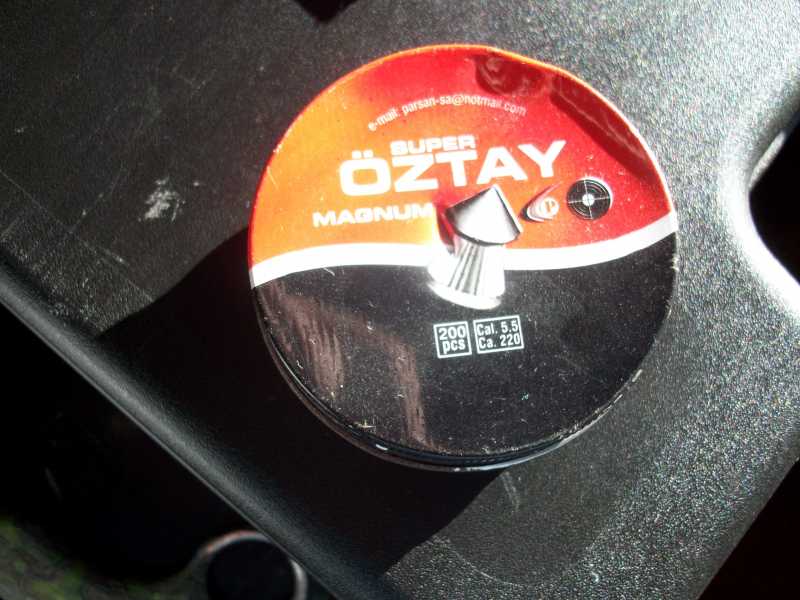 e-mail: parsan-sa@hotmail.com
SUPER
ÖZTAY
MAGNUM
200 pcs
Cal. 5.5
Ca. 220